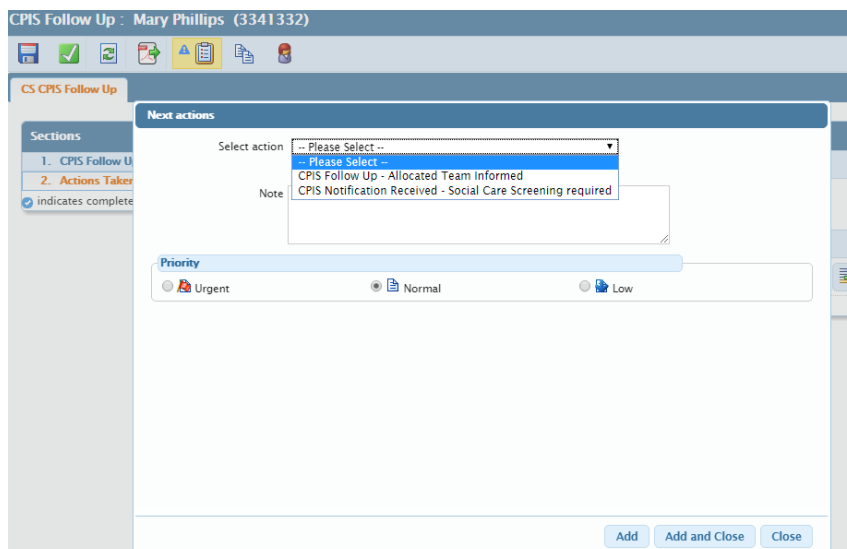 CPIS Follow Up : Mary Phillips (3341332)
CS CPIS Follow Up
Next actions
Sections
1. CPIS Follow U
2. Actions Taker
indicates complete
Select action
-- Please Select --
-- Please Select --
CPIS Follow Up - Allocated Team Informed
CPIS Notification Received - Social Care Screening required
Note
Priority
Urgent
Normal
Low
Add
Add and Close
Close